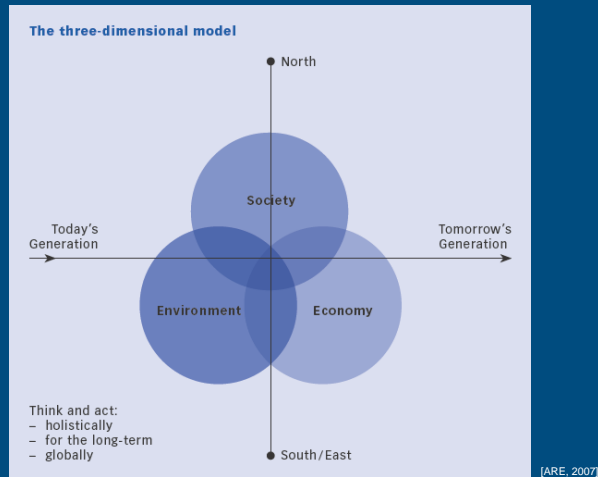 The three-dimensional model
North
Society
Today's
Generation
Tomorrow's
Generation
Environment
Economy
Think and act:
– holistically
– for the long-term
– globally
South/East
[ARE, 2007]